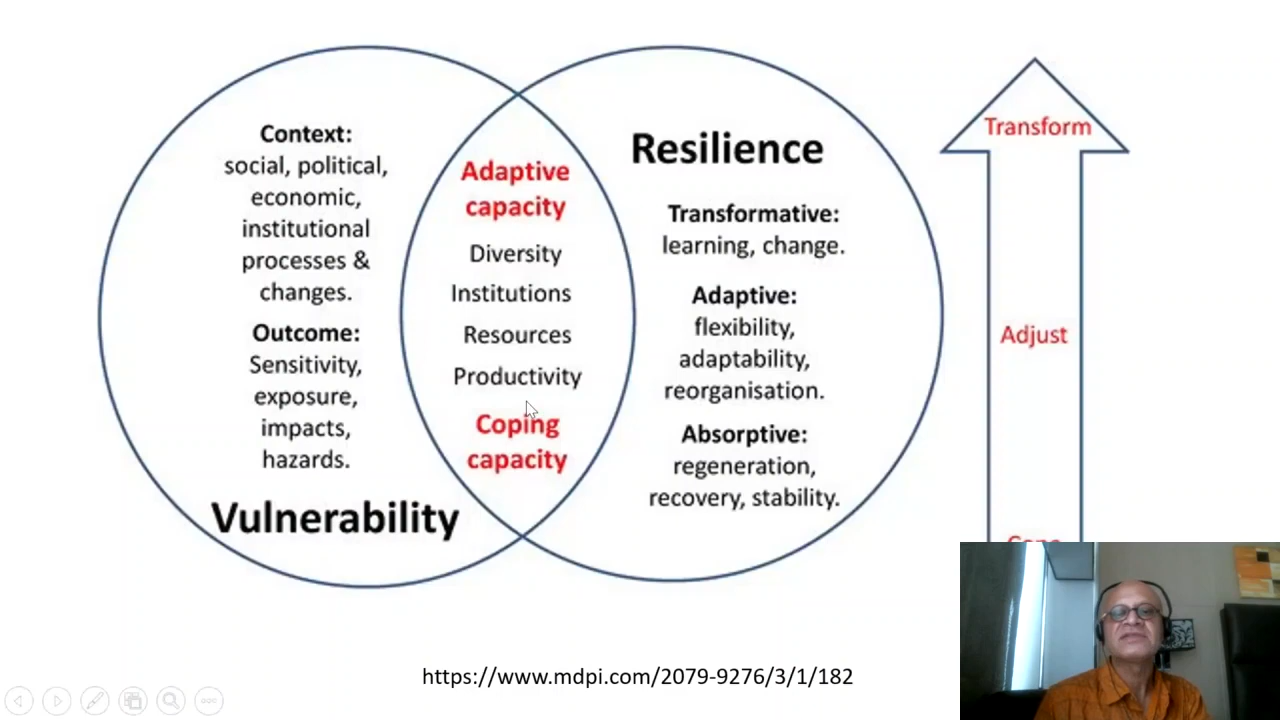 Context:
social, political,
economic,
institutional
processes &
changes.
Outcome:
Sensitivity,
exposure,
impacts,
hazards.
Vulnerability
Adaptive
capacity
Diversity
Institutions
Resources
Productivity
Coping
capacity
Resilience
Transformative:
learning, change.
Adaptive:
flexibility,
adaptability,
reorganisation.
Absorptive:
regeneration,
recovery, stability.
Transform
Adjust
https://www.mdpi.com/2079-9276/3/1/182